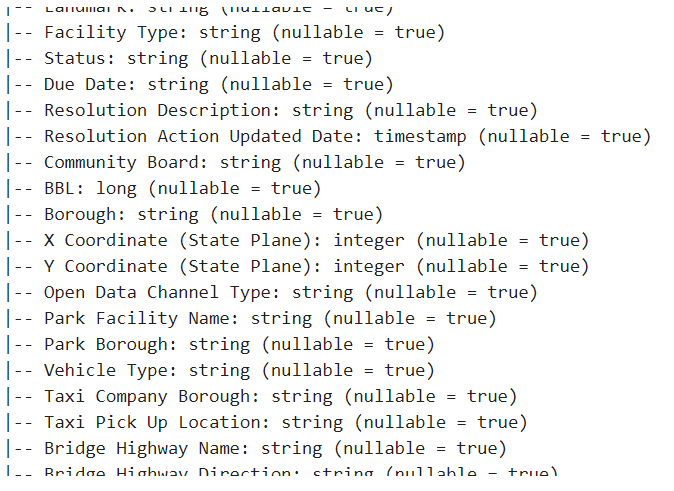 |-- Landmark: string (nullable = true)
|-- Facility Type: string (nullable = true)
|-- Status: string (nullable = true)
|-- Due Date: string (nullable = true)
|-- Resolution Description: string (nullable = true)
|-- Resolution Action Updated Date: timestamp (nullable = true)
|-- Community Board: string (nullable = true)
|-- BBL: long (nullable = true)
|-- Borough: string (nullable = true)
|-- X Coordinate (State Plane): integer (nullable = true)
|-- Y Coordinate (State Plane): integer (nullable = true)
|-- Open Data Channel Type: string (nullable = true)
|-- Park Facility Name: string (nullable = true)
|-- Park Borough: string (nullable = true)
|-- Vehicle Type: string (nullable = true)
|-- Taxi Company Borough: string (nullable = true)
|-- Taxi Pick Up Location: string (nullable = true)
|-- Bridge Highway Name: string (nullable = true)
|-- Bridge Highway Direction: string (nullable = true)